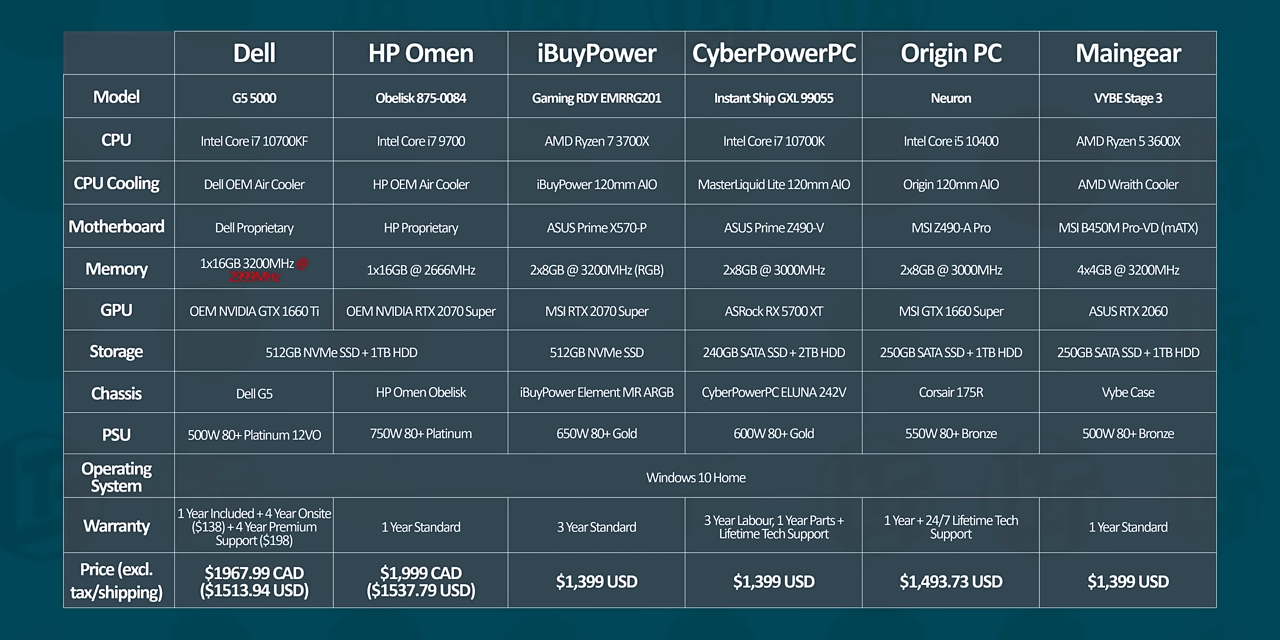 Dell HP Omen iBuyPower CyberPowerPC Origin PC Maingear
Model G5 5000 Obelisk 875-0084 Gaming RDY EMRRG201 Instant Ship GXL 99055 Neuron VYBE Stage 3
CPU Intel Core i7 10700KF Intel Core i7 9700 AMD Ryzen 7 3700X Intel Core i7 10700K Intel Core i5 10400 AMD Ryzen 5 3600X
CPU Cooling Dell OEM Air Cooler HP OEM Air Cooler iBuyPower 120mm AIO MasterLiquid Lite 120mm AIO Origin 120mm AIO AMD Wraith Cooler
Motherboard Dell Proprietary HP Proprietary ASUS Prime X570-P ASUS Prime Z490-V MSI Z490-A Pro MSI B450M Pro-VD (mATX)
Memory 1x16GB 3200MHz @ 1x16GB @ 2666MHz 2x8GB @ 3200MHz (RGB) 2x8GB @ 3000MHz 2x8GB @ 3000MHz 4x4GB @ 3200MHz
GPU OEM NVIDIA GTX 1660 Ti OEM NVIDIA RTX 2070 Super MSI RTX 2070 Super ASRock RX 5700 XT MSI GTX 1660 Super ASUS RTX 2060
Storage 512GB NVMe SSD + 1TB HDD 512GB NVMe SSD 240GB SATA SSD + 2TB HDD 250GB SATA SSD + 1TB HDD 250GB SATA SSD + 1TB HDD
Chassis Dell G5 HP Omen Obelisk iBuyPower Element MR ARGB CyberPowerPC ELUNA 242V Corsair 175R Vybe Case
PSU 500W 80+ Platinum 12VO 750W 80+ Platinum 650W 80+ Gold 600W 80+ Gold 550W 80+ Bronze 500W 80+ Bronze
Operating
System
Windows 10 Home
Warranty
1 Year Included + 4 Year Onsite
($138) + 4 Year Premium
Support ($198)
1 Year Standard
3 Year Standard
3 Year Labour, 1 Year Parts +
Lifetime Tech Support
1 Year + 24/7 Lifetime Tech
Support
1 Year Standard
Price (excl.
tax/shipping)
$1967.99 CAD
($1513.94 USD)
$1,999 CAD
($1537.79 USD)
$1,399 USD
$1,399 USD
$1,493.73 USD
$1,399 USD